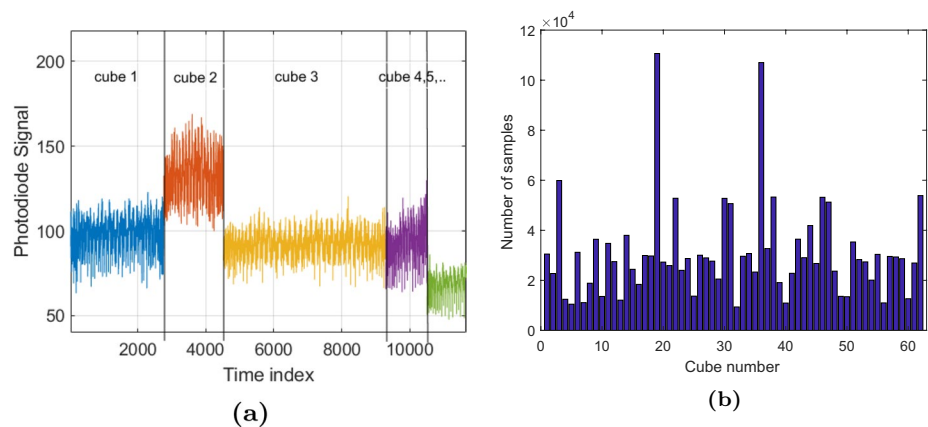 200
150
100
50
Photodiode Signal
cube 1
cube 2
cube 3
cube 4,5,..
2000 4000 6000 8000 10000
Time index
(a)
×10⁴
12
10
8
6
4
2
0
Number of samples
0 10 20 30 40 50 60
Cube number
(b)